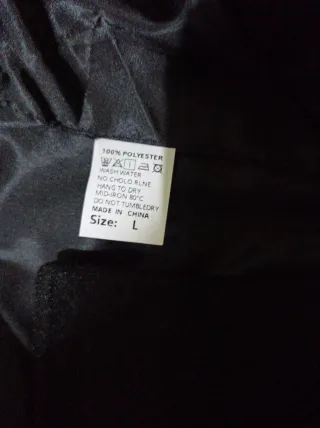 100% POLYESTER
WASH WATER
NO CHOLO RLNE
HANG TO DRY
MID-IRON 80°C
DO NOT TUMBLEDRY
MADE IN CHINA
Size: L